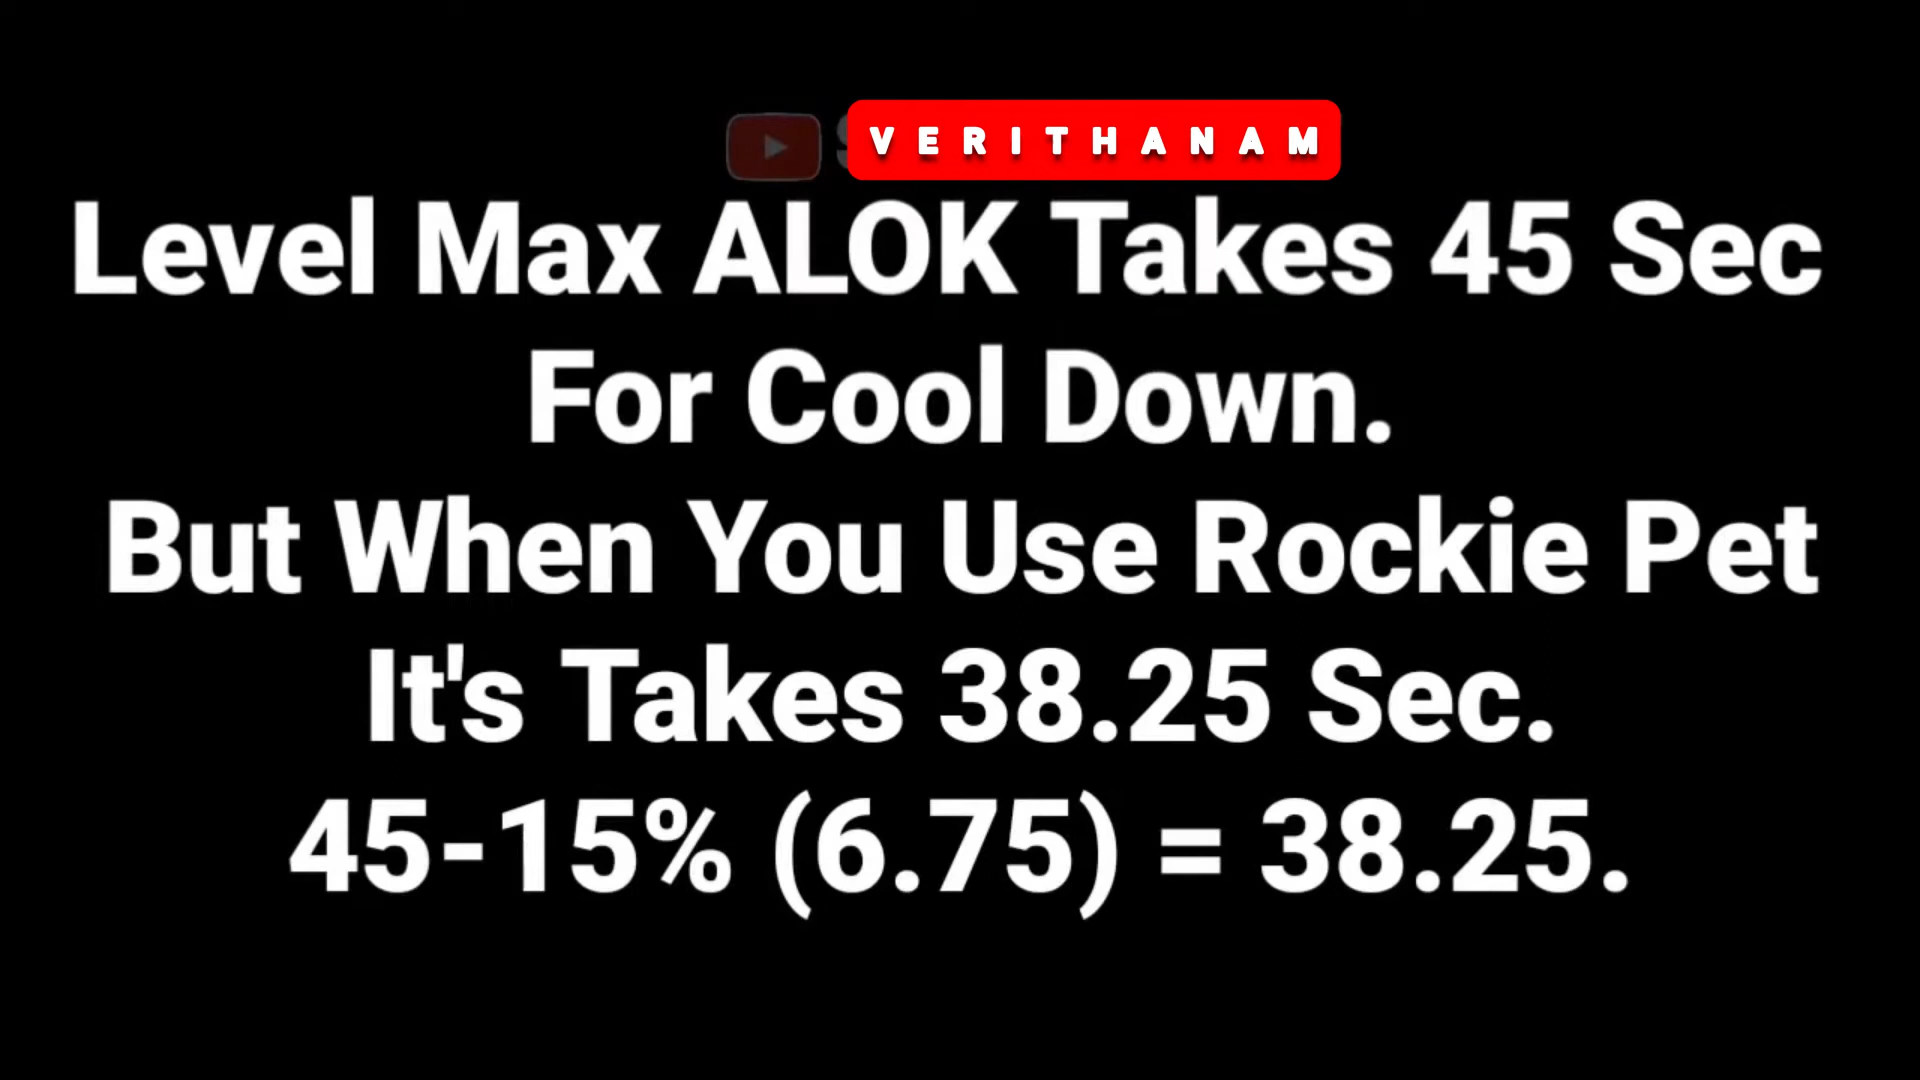 VERITHANAM
Level Max ALOK Takes 45 Sec
For Cool Down.
But When You Use Rockie Pet
It's Takes 38.25 Sec.
45-15% (6.75) = 38.25.